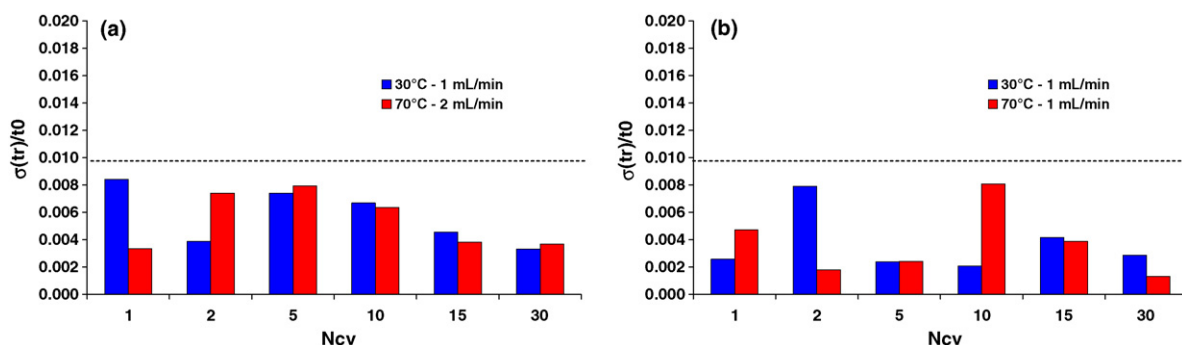 (a)
0.020
0.018
0.016
0.014
0.012
0.010
0.008
0.006
0.004
0.002
0.000
σ(tr)/t0
30°C - 1 mL/min
70°C - 2 mL/min
1 2 5 10 15 30
Ncv
(b)
0.020
0.018
0.016
0.014
0.012
0.010
0.008
0.006
0.004
0.002
0.000
σ(tr)/t0
30°C - 1 mL/min
70°C - 1 mL/min
1 2 5 10 15 30
Ncv